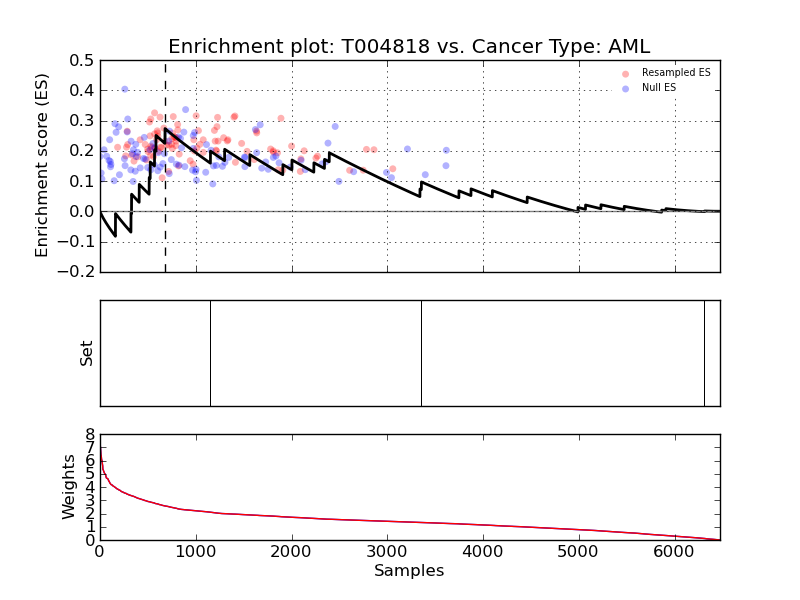 Enrichment plot: T004818 vs. Cancer Type: AML
Enrichment score (ES)
0.5
0.4
0.3
0.2
0.1
0.0
−0.1
−0.2
Resampled ES
Null ES
Set
Weights
8
7
6
5
4
3
2
1
0
0 1000 2000 3000 4000 5000 6000
Samples